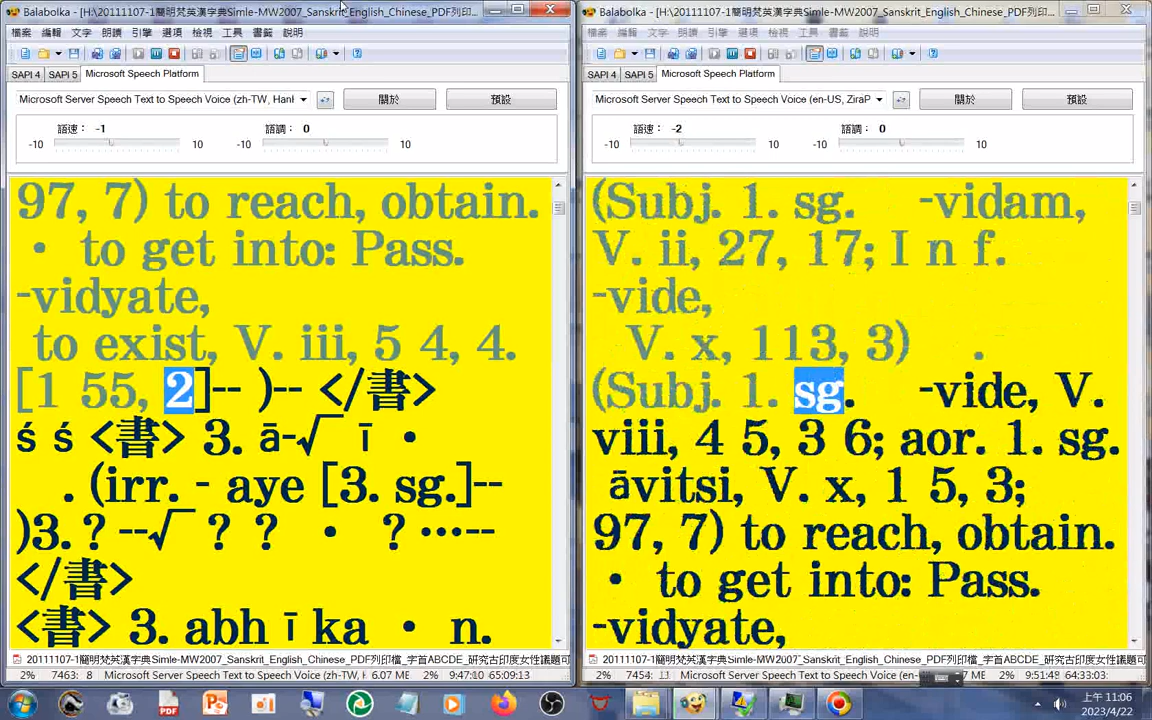 Balabolka - [H:\20111107-1簡明梵英漢字典Simle-MW2007_Sanskrit_English_Chinese_PDF列印
檔案 編輯 文字 朗讀 引擎 選項 檢視 工具 書籤 說明
SAPI 4 SAPI 5 Microsoft Speech Platform
Microsoft Server Speech Text to Speech Voice (zh-TW, HanH
關於 預設
語速: -1 語調: 0
-10 10 -10 10
97, 7) to reach, obtain.
• to get into: Pass.
-vidyate,
to exist, V. iii, 5 4, 4.
[1 55, 2]-- )-- </書>
ś ś <書> 3. ā-√ ī •
. (irr. - aye [3. sg.]--
)3. ? --√ ? ? • ? ···--
</書>
<書> 3. abh ī ka • n.
20111107-1簡明梵英漢字典Simle-MW2007_Sanskrit_English_Chinese_PDF列印檔_字首ABCDE_研究古印度女性議題可
2% 7463: 8 Microsoft Server Speech Text to Speech Voice (zh-TW, H 6.07 ME 2% 9:47:10 65:09:13
Balabolka - [H:\20111107-1簡明梵英漢字典Simle-MW2007_Sanskrit_English_Chinese_PDF列印
檔案 編輯 文字 朗讀 引擎 選項 檢視 工具 書籤 說明
SAPI 4 SAPI 5 Microsoft Speech Platform
Microsoft Server Speech Text to Speech Voice (en-US, ZiraP
關於 預設
語速: -2 語調: 0
-10 10 -10 10
(Subj. 1. sg. -vidam,
V. ii, 27, 17; I n f.
-vide,
V. x, 113, 3) .
(Subj. 1. sg. -vide, V.
viii, 4 5, 3 6; aor. 1. sg.
āvitsi, V. x, 1 5, 3;
97, 7) to reach, obtain.
• to get into: Pass.
-vidyate,
20111107-1簡明梵英漢字典Simle-MW2007_Sanskrit_English_Chinese_PDF列印檔_字首ABCDE_研究古印度女性議題可
2% 7454: 11 Microsoft Server Speech Text to Speech Voice (en-U 7 ME 2% 9:51:48 64:33:03
上午 11:06
2023/4/22